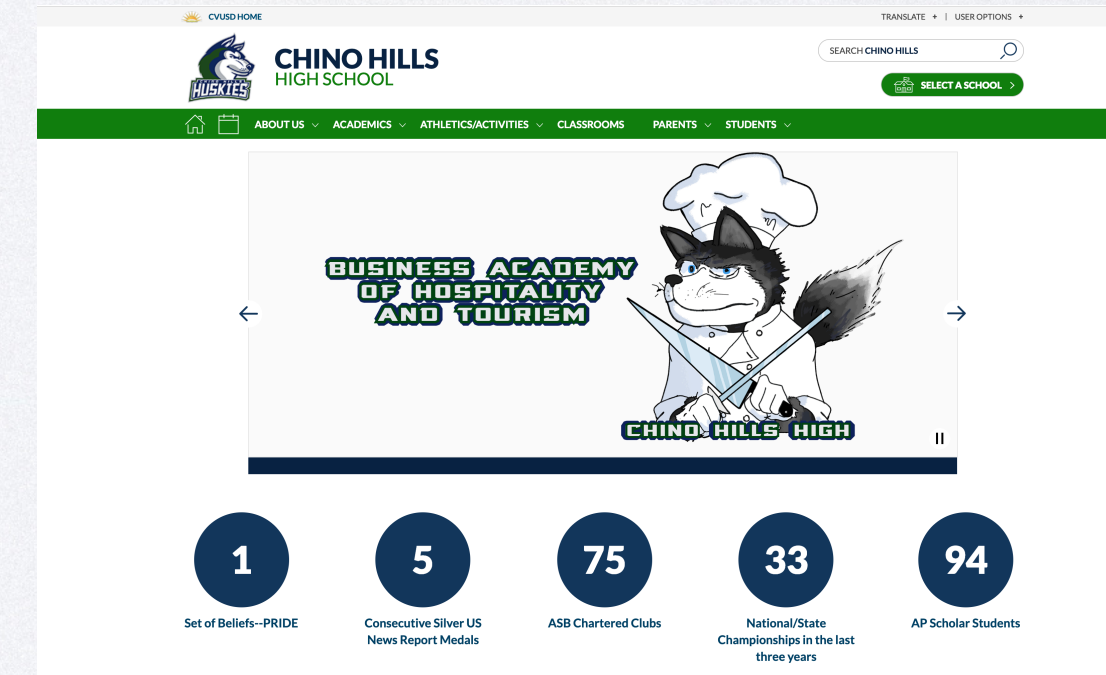 CVUSD HOME
TRANSLATE + | USER OPTIONS +
CHINO HILLS
HIGH SCHOOL
CHINO HILLS
HUSKIES
SEARCH CHINO HILLS
SELECT A SCHOOL
ABOUT US ACADEMICS ATHLETICS/ACTIVITIES CLASSROOMS PARENTS STUDENTS
BUSINESS ACADEMY
OF HOSPITALITY
AND TOURISM
CHINO HILLS HIGH
1
Set of Beliefs--PRIDE
5
Consecutive Silver US
News Report Medals
75
ASB Chartered Clubs
33
National/State
Championships in the last
three years
94
AP Scholar Students